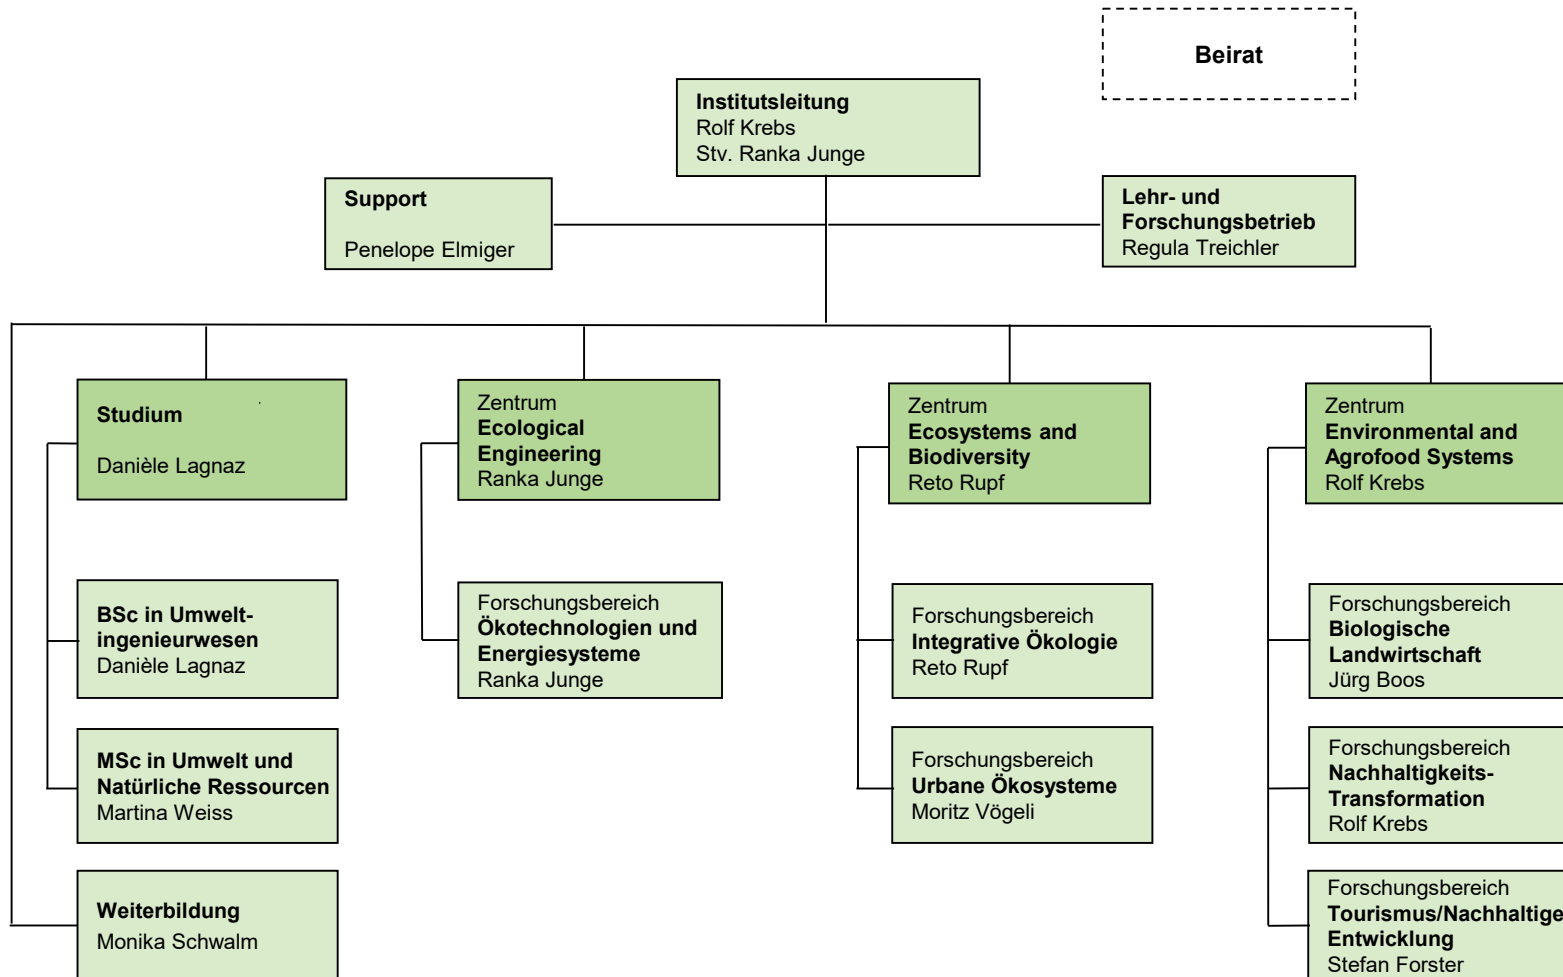 Beirat
Institutsleitung
Rolf Krebs
Stv. Ranka Junge
Support
Penelope Elmiger
Lehr- und
Forschungsbetrieb
Regula Treichler
Studium
Danièle Lagnaz
Zentrum
Ecological
Engineering
Ranka Junge
Zentrum
Ecosystems and
Biodiversity
Reto Rupf
Zentrum
Environmental and
Agrofood Systems
Rolf Krebs
BSc in Umwelt-
ingenieurwesen
Danièle Lagnaz
Forschungsbereich
Ökotechnologien und
Energiesysteme
Ranka Junge
Forschungsbereich
Integrative Ökologie
Reto Rupf
Forschungsbereich
Biologische
Landwirtschaft
Jürg Boos
MSc in Umwelt und
Natürliche Ressourcen
Martina Weiss
Forschungsbereich
Urbane Ökosysteme
Moritz Vögeli
Forschungsbereich
Nachhaltigkeits-
Transformation
Rolf Krebs
Weiterbildung
Monika Schwalm
Forschungsbereich
Tourismus/Nachhaltige
Entwicklung
Stefan Forster